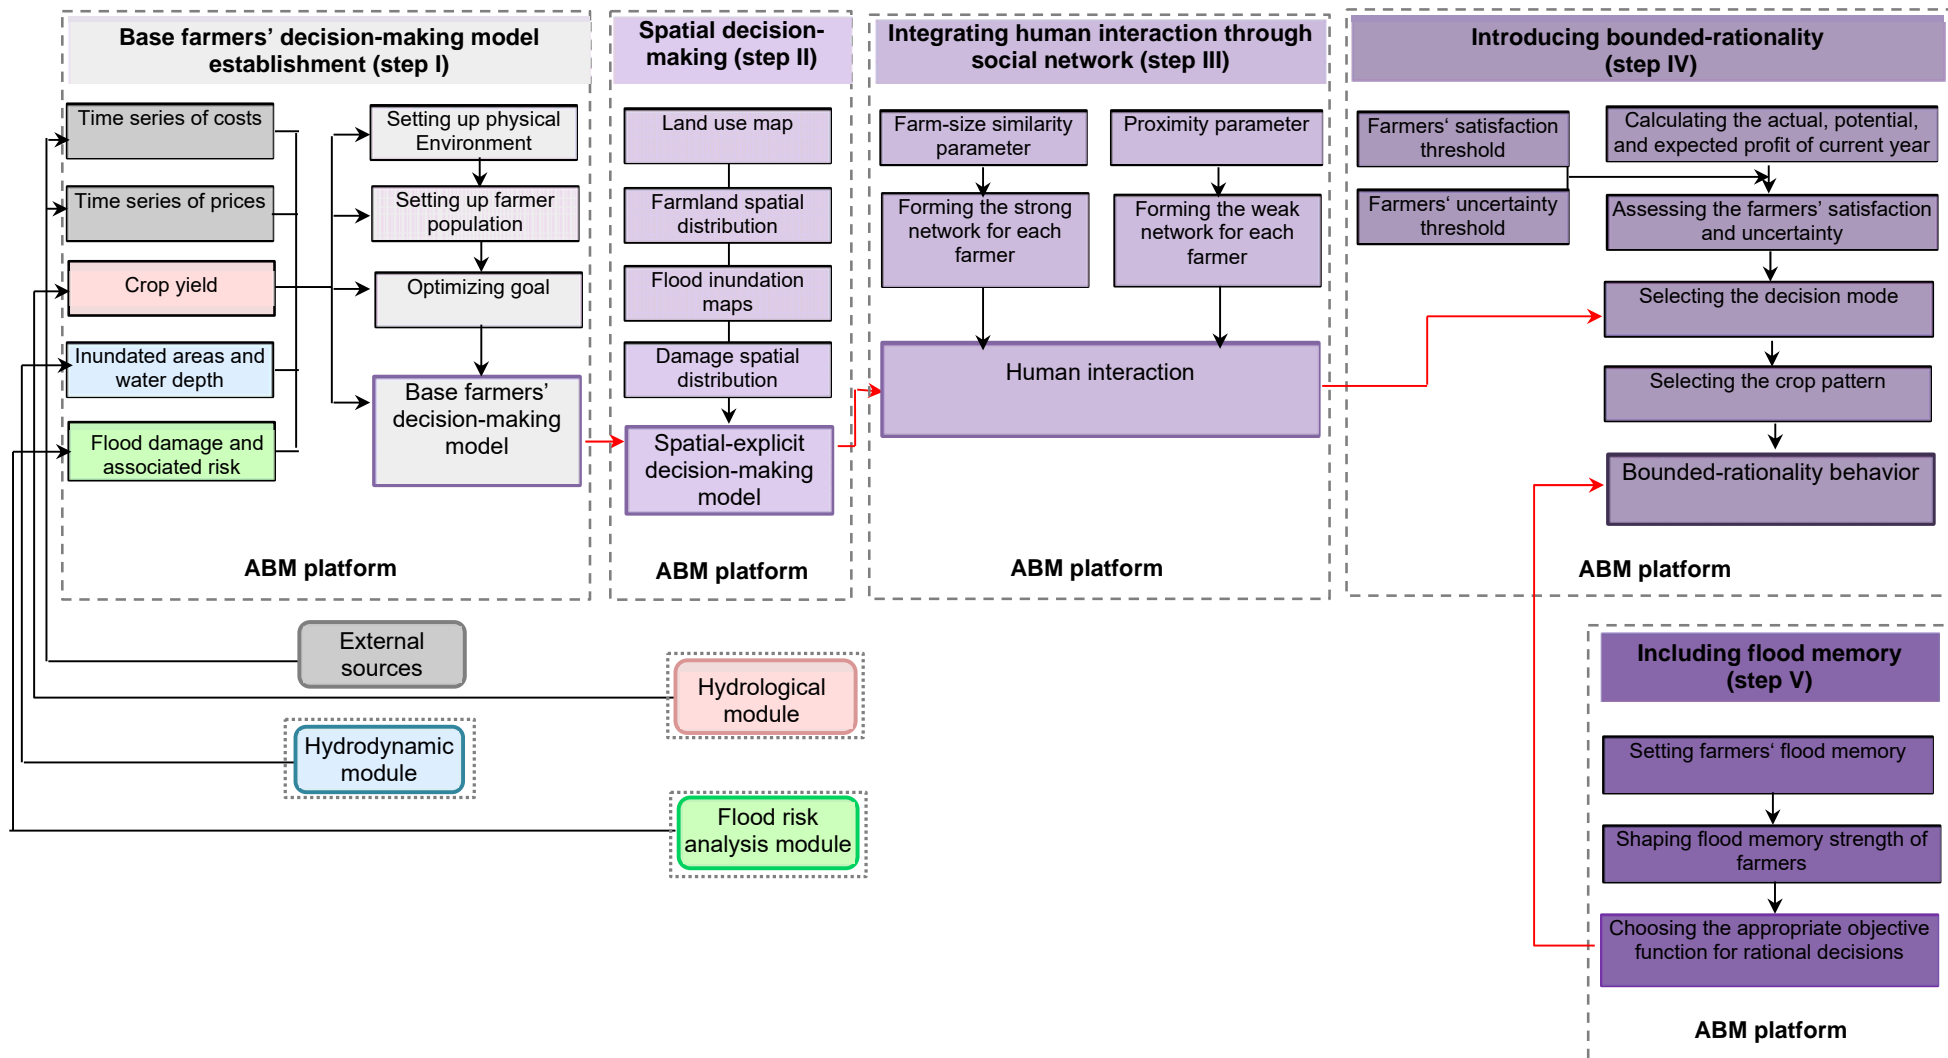 Base farmers’ decision-making model
establishment (step I)
Time series of costs
Time series of prices
Crop yield
Inundated areas and
water depth
Flood damage and
associated risk
Setting up physical
Environment
Setting up farmer
population
Optimizing goal
Base farmers’
decision-making
model
ABM platform
Spatial decision-
making (step II)
Land use map
Farmland spatial
distribution
Flood inundation
maps
Damage spatial
distribution
Spatial-explicit
decision-making
model
ABM platform
Integrating human interaction through
social network (step III)
Farm-size similarity
parameter
Proximity parameter
Forming the strong
network for each
farmer
Forming the weak
network for each
farmer
Human interaction
ABM platform
Introducing bounded-rationality
(step IV)
Farmers‘ satisfaction
threshold
Farmers‘ uncertainty
threshold
Calculating the actual, potential,
and expected profit of current year
Assessing the farmers’ satisfaction
and uncertainty
Selecting the decision mode
Selecting the crop pattern
Bounded-rationality behavior
ABM platform
External
sources
Hydrological
module
Hydrodynamic
module
Flood risk
analysis module
Including flood memory
(step V)
Setting farmers‘ flood memory
Shaping flood memory strength of
farmers
Choosing the appropriate objective
function for rational decisions
ABM platform